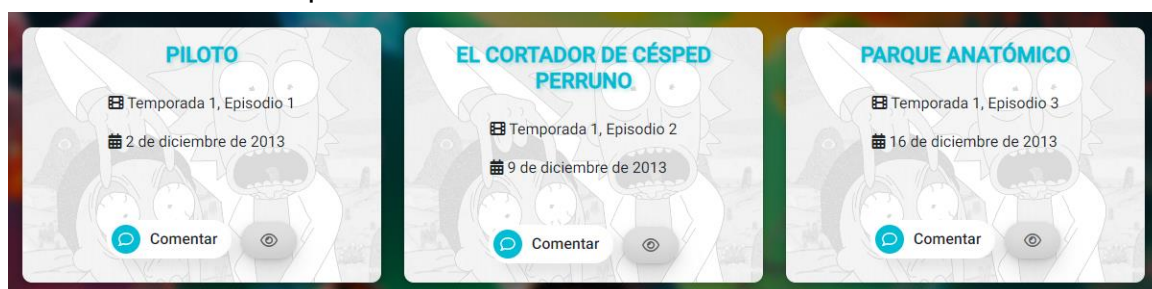 PILOTO
Temporada 1, Episodio 1
2 de diciembre de 2013
Comentar
EL CORTADOR DE CÉSPED
PERRUNO
Temporada 1, Episodio 2
9 de diciembre de 2013
Comentar
PARQUE ANATÓMICO
Temporada 1, Episodio 3
16 de diciembre de 2013
Comentar